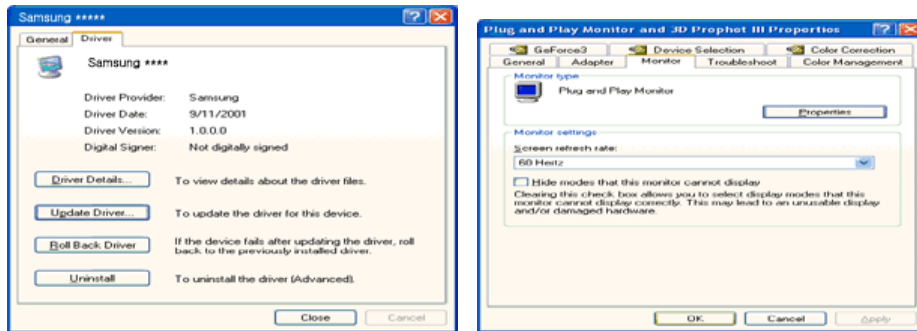 Samsung *****
General Driver
Samsung ****
Driver Provider: Samsung
Driver Date: 9/11/2001
Driver Version: 1.0.0.0
Digital Signer: Not digitally signed
Driver Details... To view details about the driver files.
Update Driver... To update the driver for this device.
Roll Back Driver If the device fails after updating the driver, roll
back to the previously installed driver.
Uninstall To uninstall the driver (Advanced).
Close Cancel
Plug and Play Monitor and 3D Prophet III Properties
GeForce3 Device Selection Color Correction
General Adapter Monitor Troubleshoot Color Management
Monitor type
Plug and Play Monitor
Properties
Monitor settings
Screen refresh rate:
60 Hertz
Hide modes that this monitor cannot display
Clearing this check box allows you to select display modes that this
monitor cannot display correctly. This may lead to an unusable display
and/or damaged hardware.
OK Cancel Apply